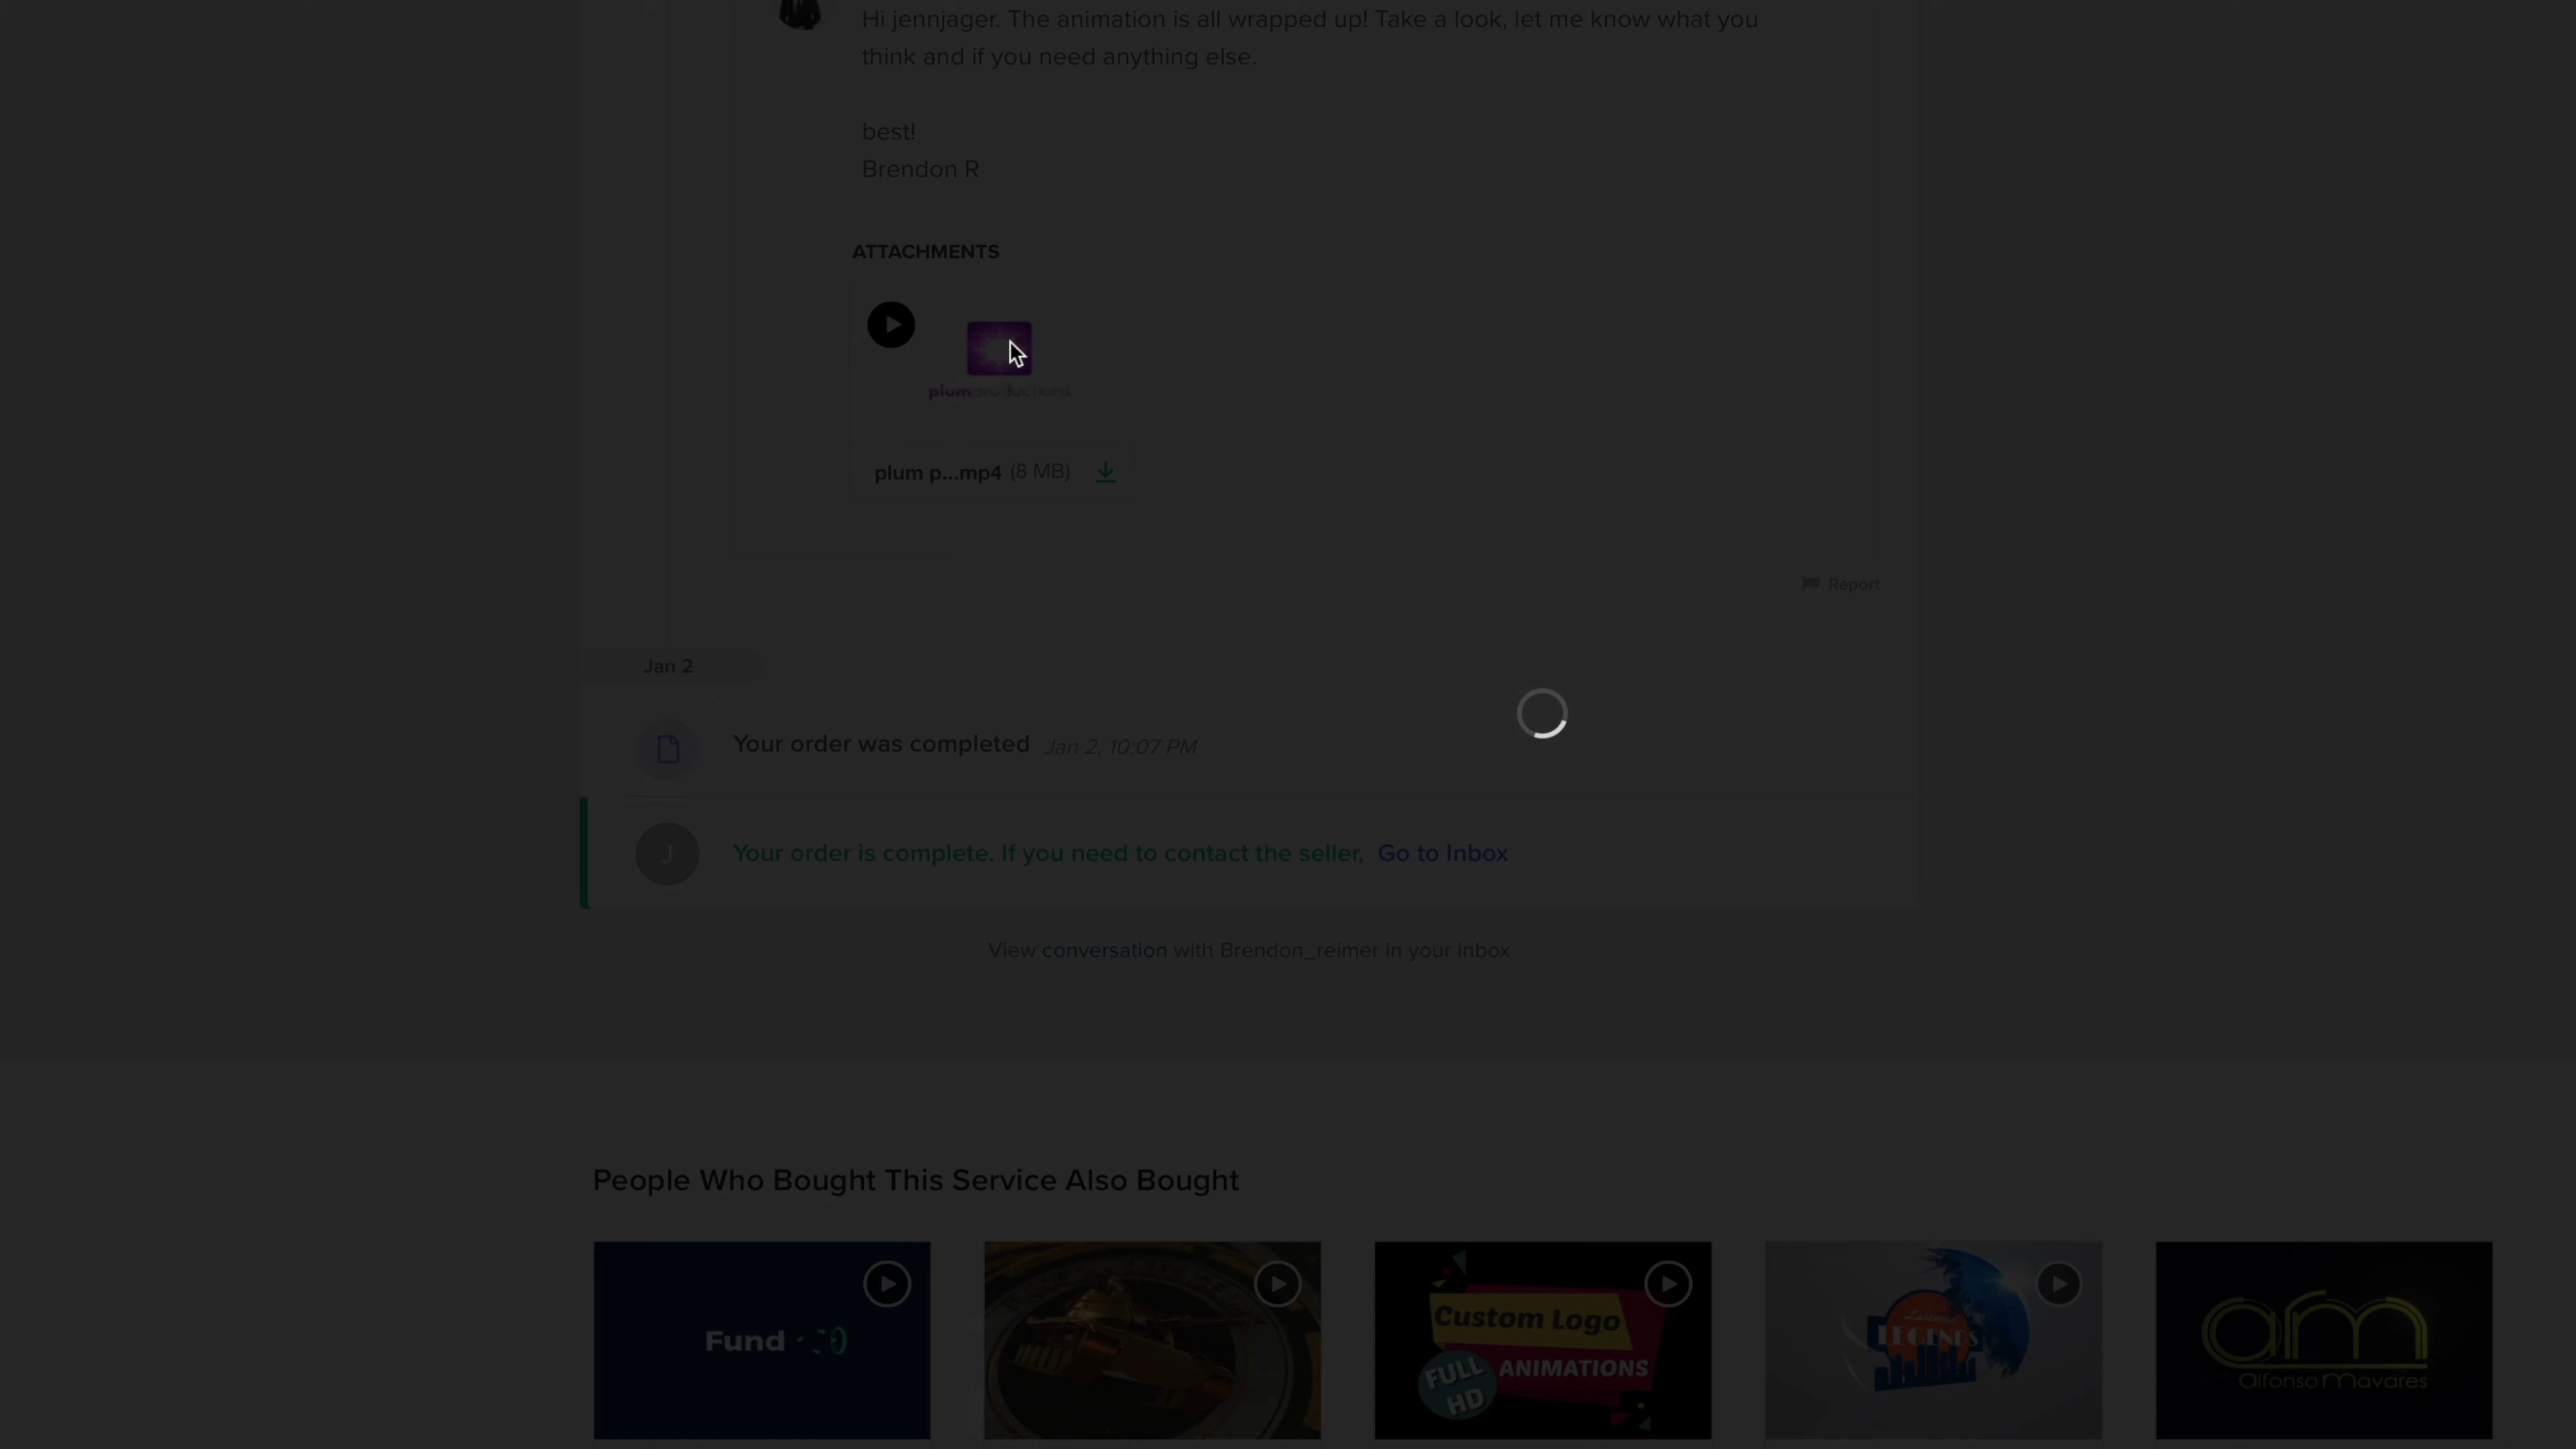 Hi jennjager. The animation is all wrapped up! Take a look, let me know what you
think and if you need anything else.
best!
Brendon R
ATTACHMENTS
plumproductions
plum p...mp4 (8 MB)
Report
Jan 2
Your order was completed Jan 2, 10:07 PM
J
Your order is complete. If you need to contact the seller, Go to Inbox
View conversation with Brendon_reimer in your inbox
People Who Bought This Service Also Bought
Fund
Custom Logo
ANIMATIONS
FULL
HD
LEGENDS
am
alfonso mavares